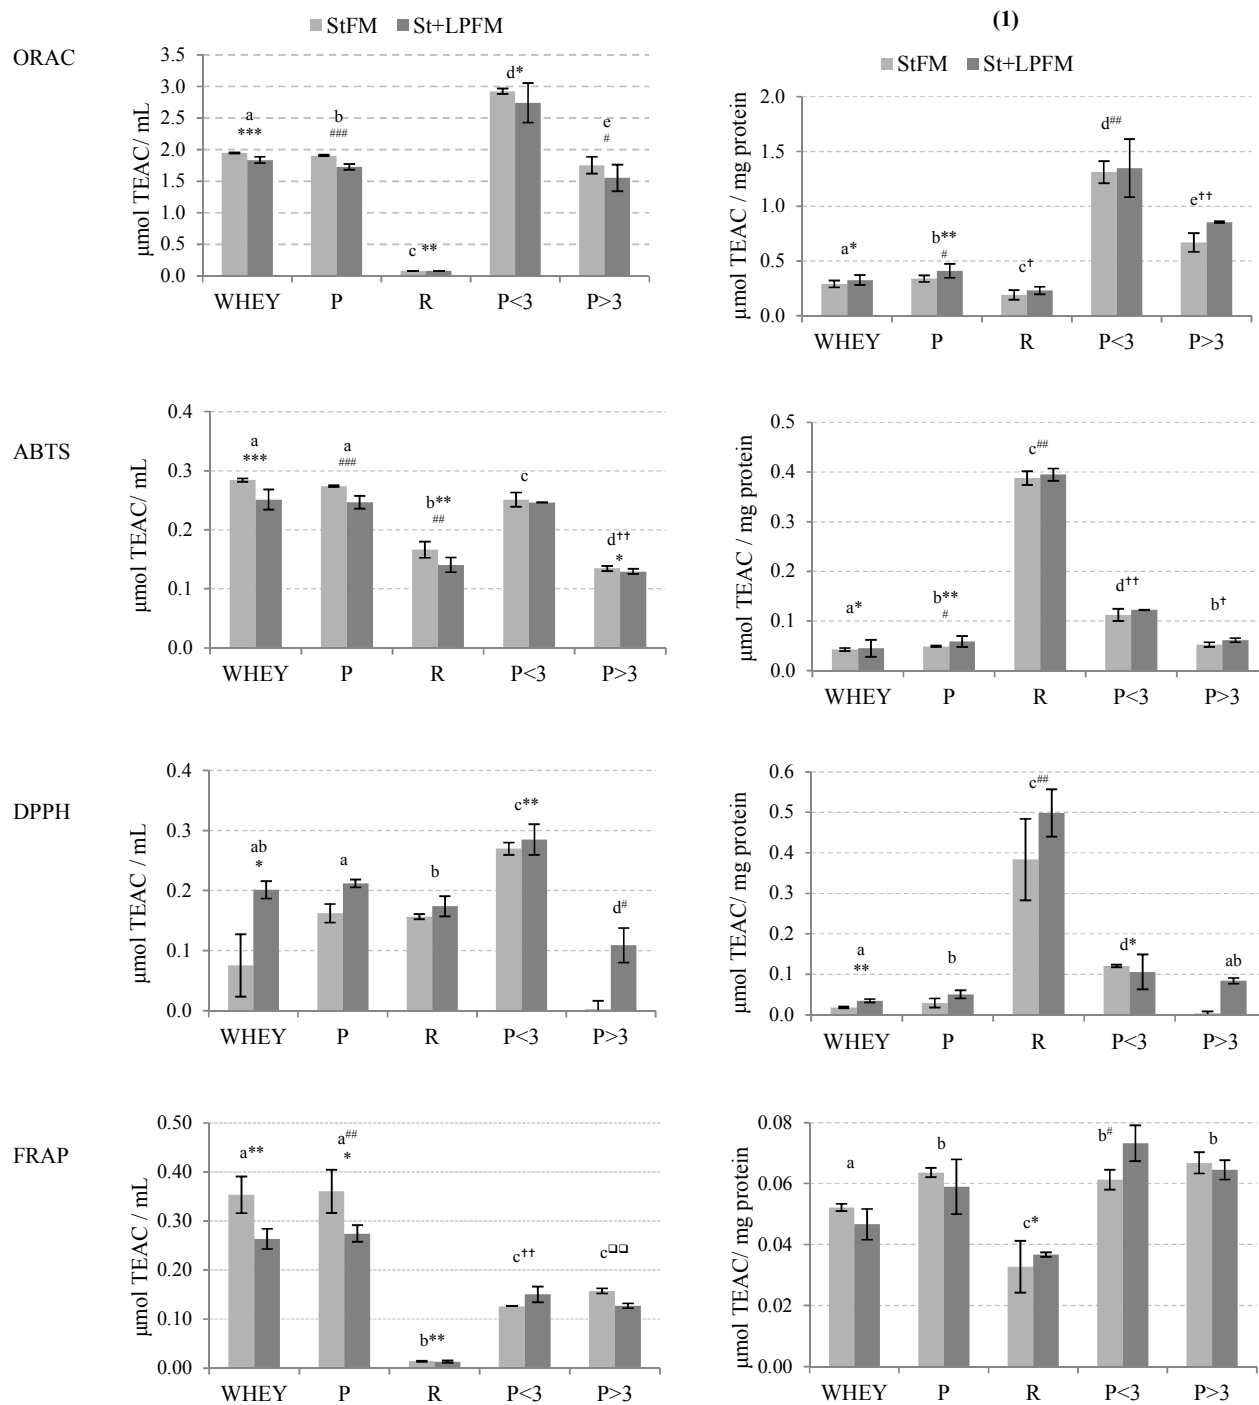 StFM St+LPFM
(1)
ORAC
µmol TEAC/ mL
3.5
3.0
2.5
2.0
1.5
1.0
0.5
0.0
a
***
b
###
c **
d*
e
#
WHEY P R P<3 P>3
StFM St+LPFM
µmol TEAC / mg protein
2.0
1.5
1.0
0.5
0.0
a*
b**
#
c†
d##
e††
WHEY P R P<3 P>3
ABTS
µmol TEAC/ mL
0.4
0.3
0.2
0.1
0.0
a
***
a
###
b**
##
c
d††
*
WHEY P R P<3 P>3
µmol TEAC / mg protein
0.5
0.4
0.3
0.2
0.1
0.0
a*
b**
#
c##
d††
b†
WHEY P R P<3 P>3
DPPH
µmol TEAC / mL
0.4
0.3
0.2
0.1
0.0
ab
*
a
b
c**
d#
WHEY P R P<3 P>3
µmol TEAC/ mg protein
0.6
0.5
0.4
0.3
0.2
0.1
0.0
a
**
b
c##
d*
ab
WHEY P R P<3 P>3
FRAP
µmol TEAC / mL
0.50
0.40
0.30
0.20
0.10
0.00
a**
a##
*
b**
c††
c□□
WHEY P R P<3 P>3
µmol TEAC/ mg protein
0.08
0.06
0.04
0.02
0.00
a
b
c*
b#
b
WHEY P R P<3 P>3